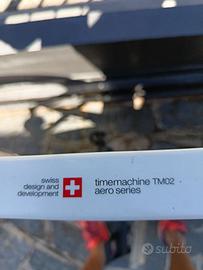 swiss
design and
development
timemachine TM02
aero series
subito